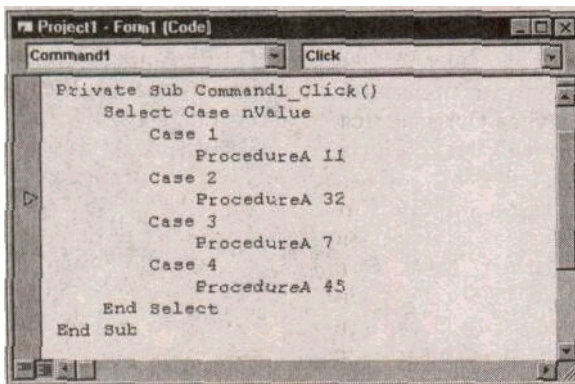 Project1 - Form1 (Code)
Command1 Click
Private Sub Command1_Click()
Select Case nValue
Case 1
ProcedureA 11
Case 2
ProcedureA 32
Case 3
ProcedureA 7
Case 4
ProcedureA 45
End Select
End Sub